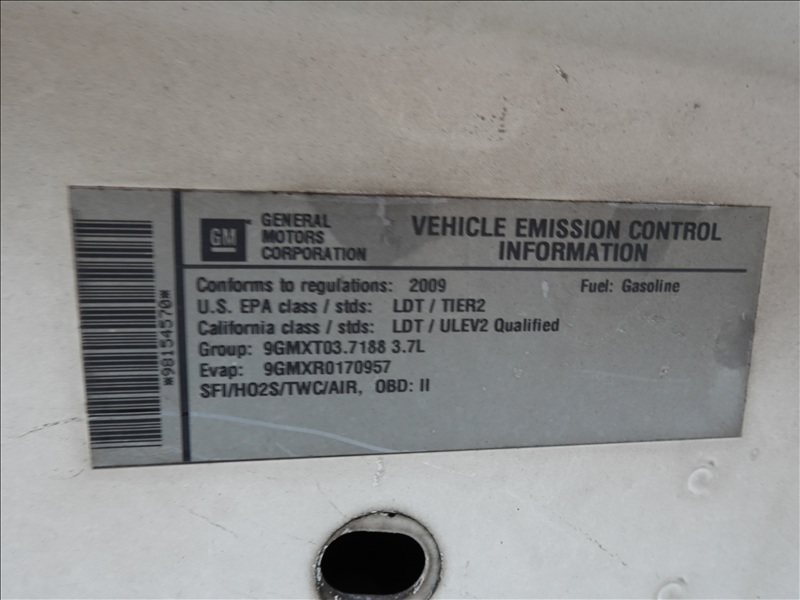 *98154570*
GM
GENERAL
MOTORS
CORPORATION
VEHICLE EMISSION CONTROL
INFORMATION
Conforms to regulations: 2009 Fuel: Gasoline
U.S. EPA class / stds: LDT / TIER2
California class / stds: LDT / ULEV2 Qualified
Group: 9GMXT03.7188 3.7L
Evap: 9GMXR0170957
SFI/HO2S/TWC/AIR, OBD: II